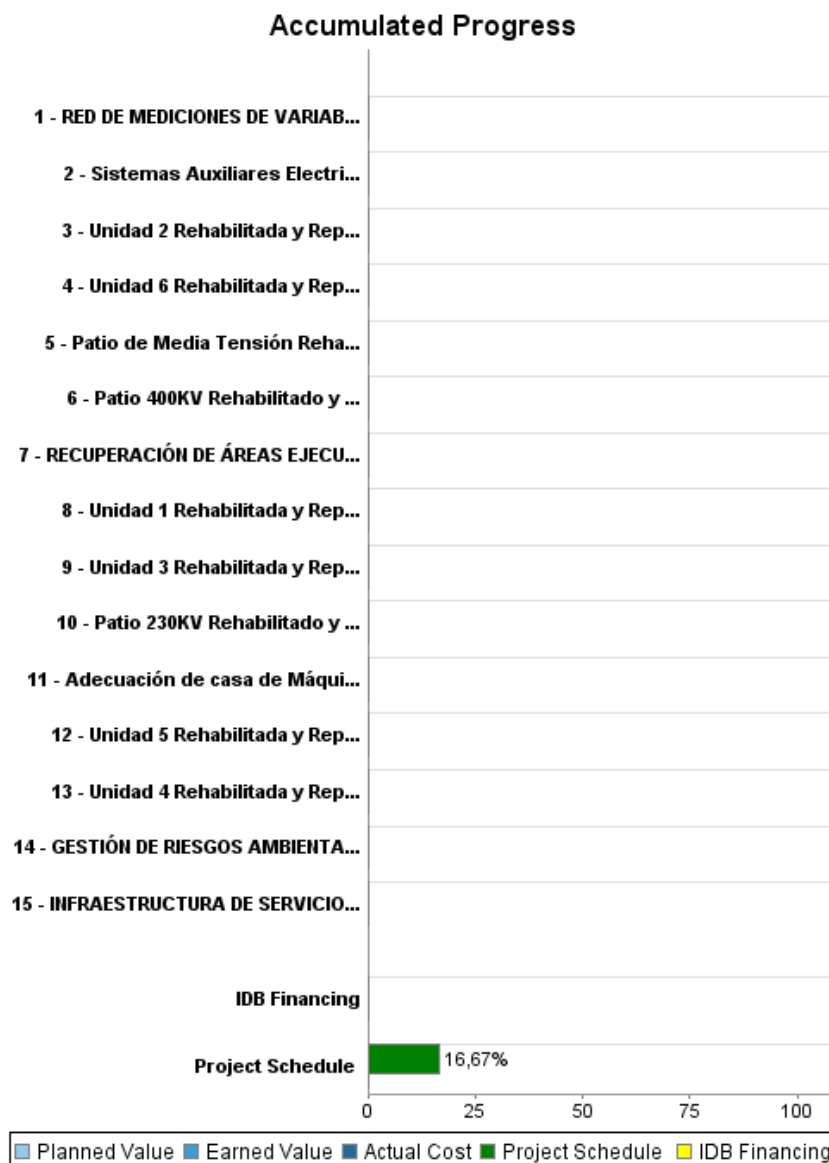 Accumulated Progress
1 - RED DE MEDICIONES DE VARIAB...
2 - Sistemas Auxiliares Electri...
3 - Unidad 2 Rehabilitada y Rep...
4 - Unidad 6 Rehabilitada y Rep...
5 - Patio de Media Tensión Reha...
6 - Patio 400KV Rehabilitado y ...
7 - RECUPERACIÓN DE ÁREAS EJECU...
8 - Unidad 1 Rehabilitada y Rep...
9 - Unidad 3 Rehabilitada y Rep...
10 - Patio 230KV Rehabilitado y ...
11 - Adecuación de casa de Máqui...
12 - Unidad 5 Rehabilitada y Rep...
13 - Unidad 4 Rehabilitada y Rep...
14 - GESTIÓN DE RIESGOS AMBIENTA...
15 - INFRAESTRUCTURA DE SERVICIO...
IDB Financing
Project Schedule 16,67%
0 25 50 75 100
Planned Value Earned Value Actual Cost Project Schedule IDB Financing